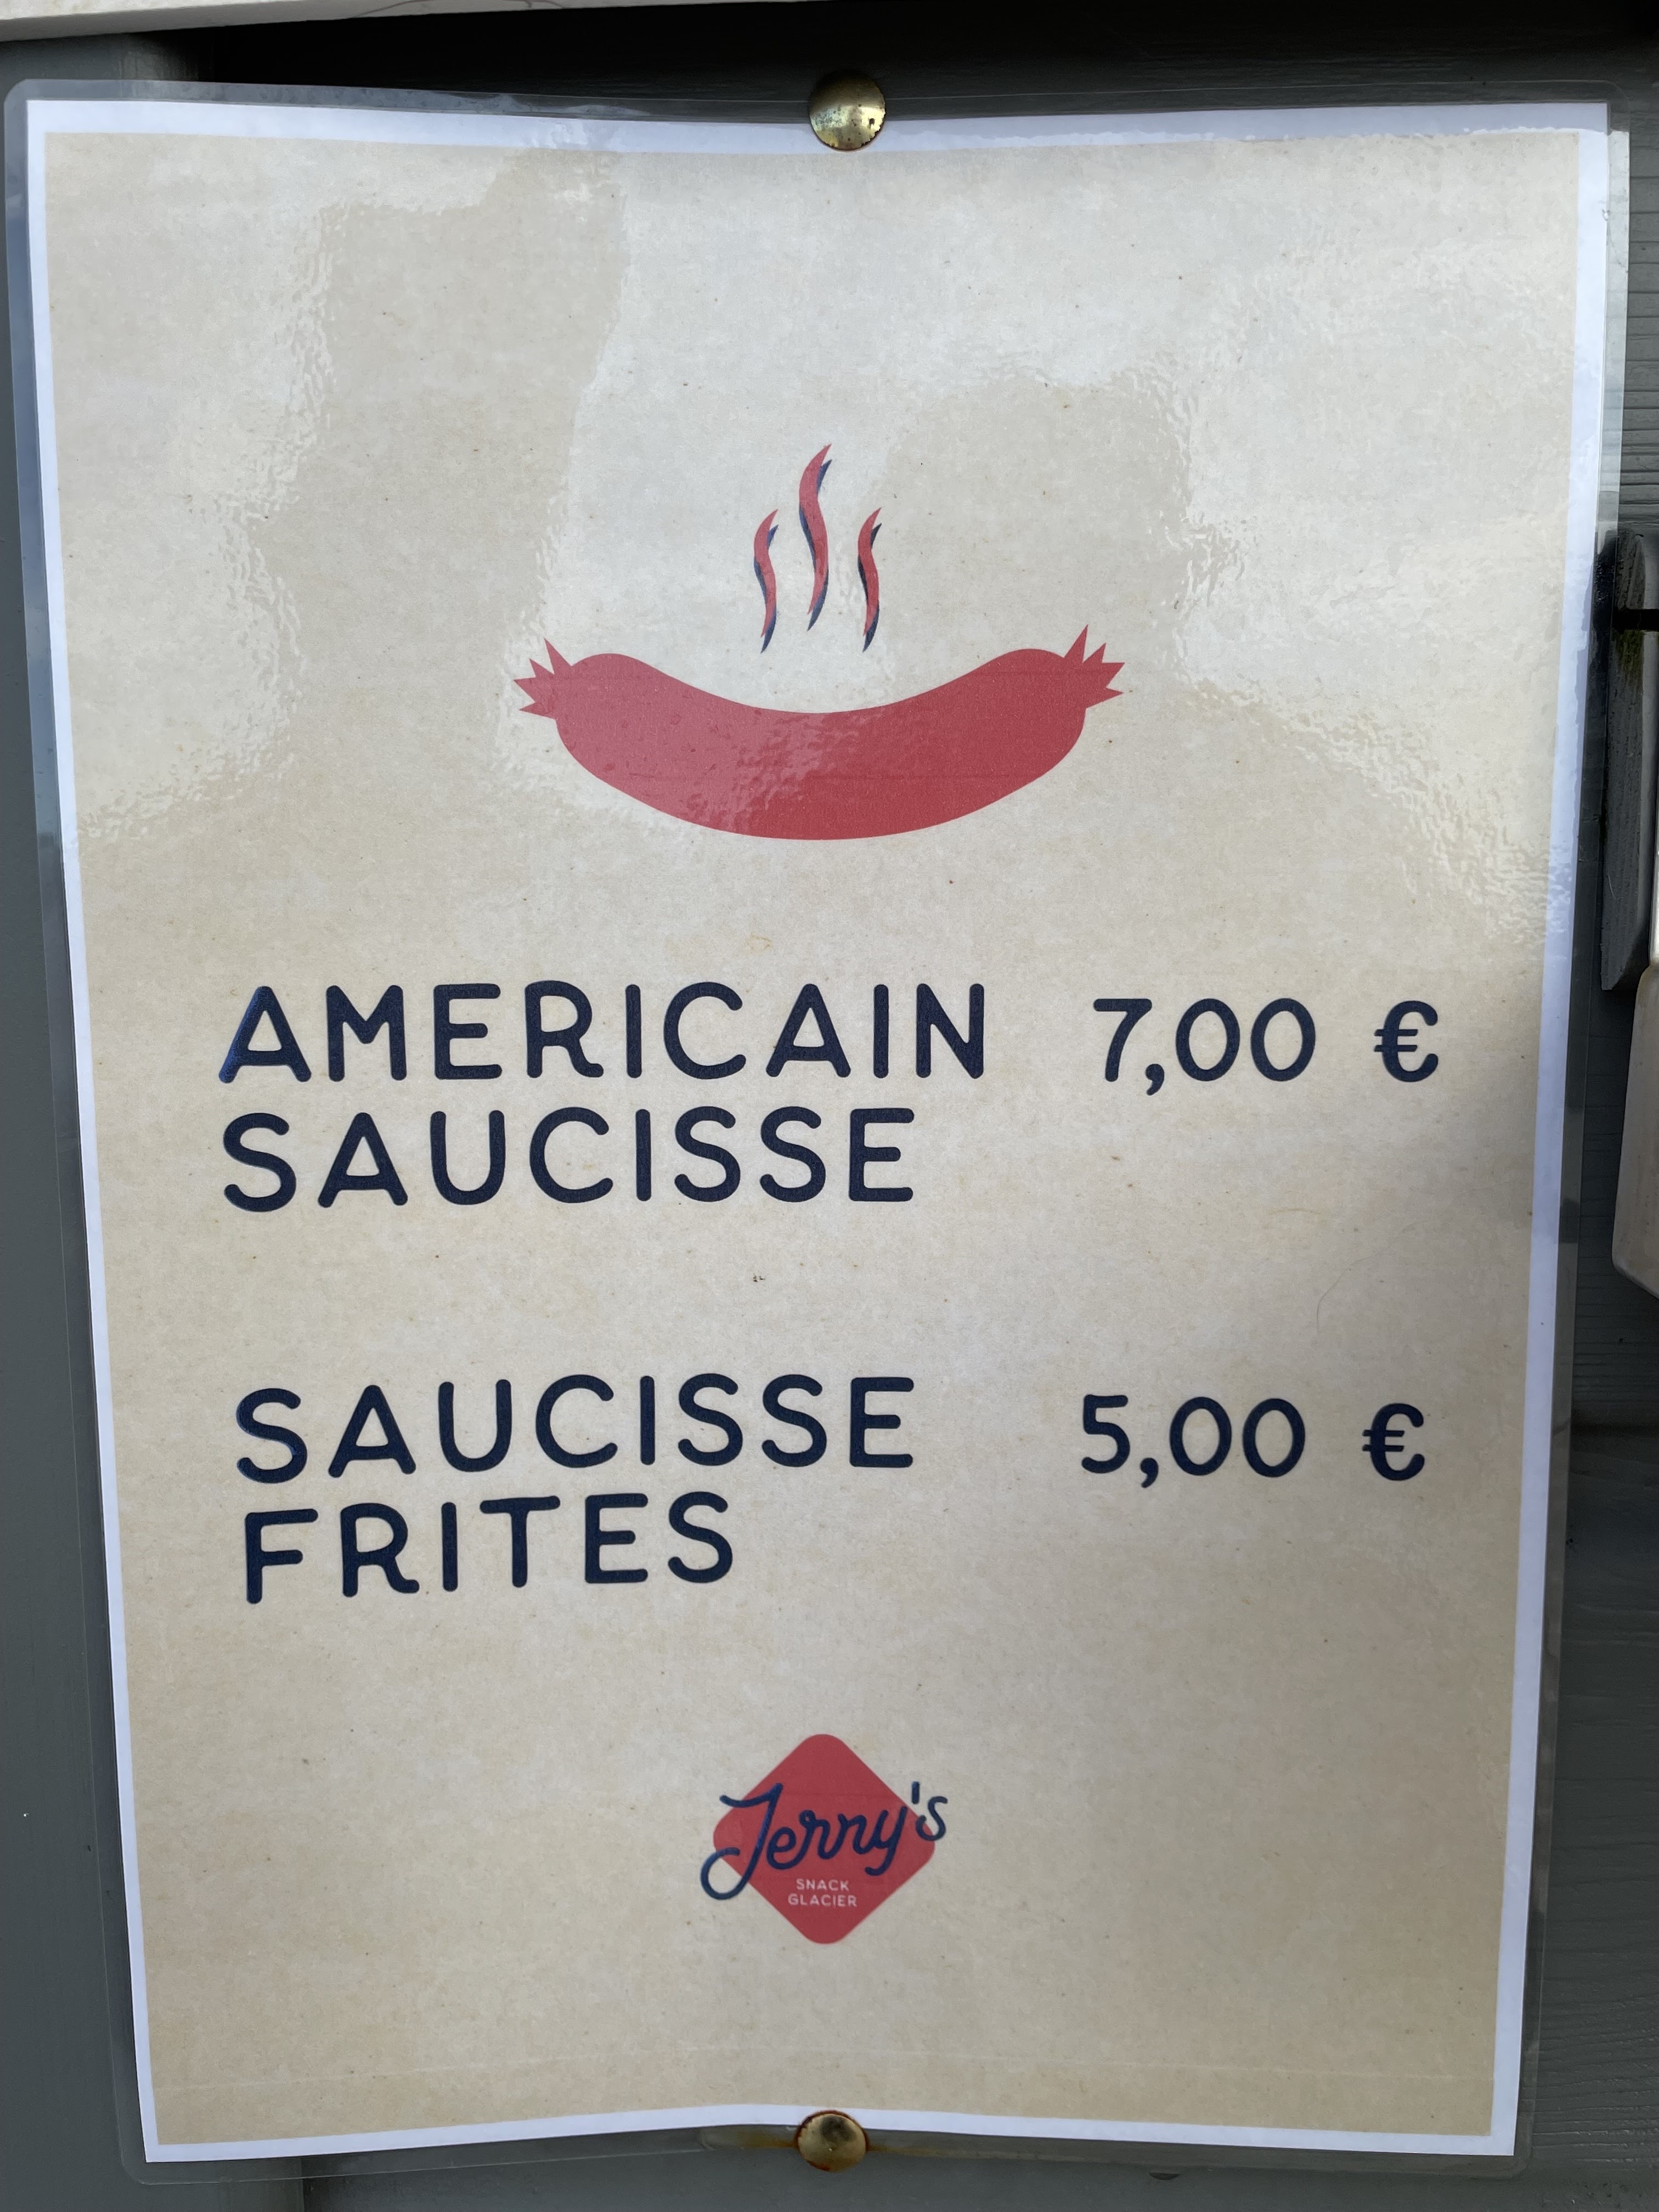 AMERICAIN 7,00 €
SAUCISSE
SAUCISSE 5,00 €
FRITES
Jerry's
SNACK
GLACIER